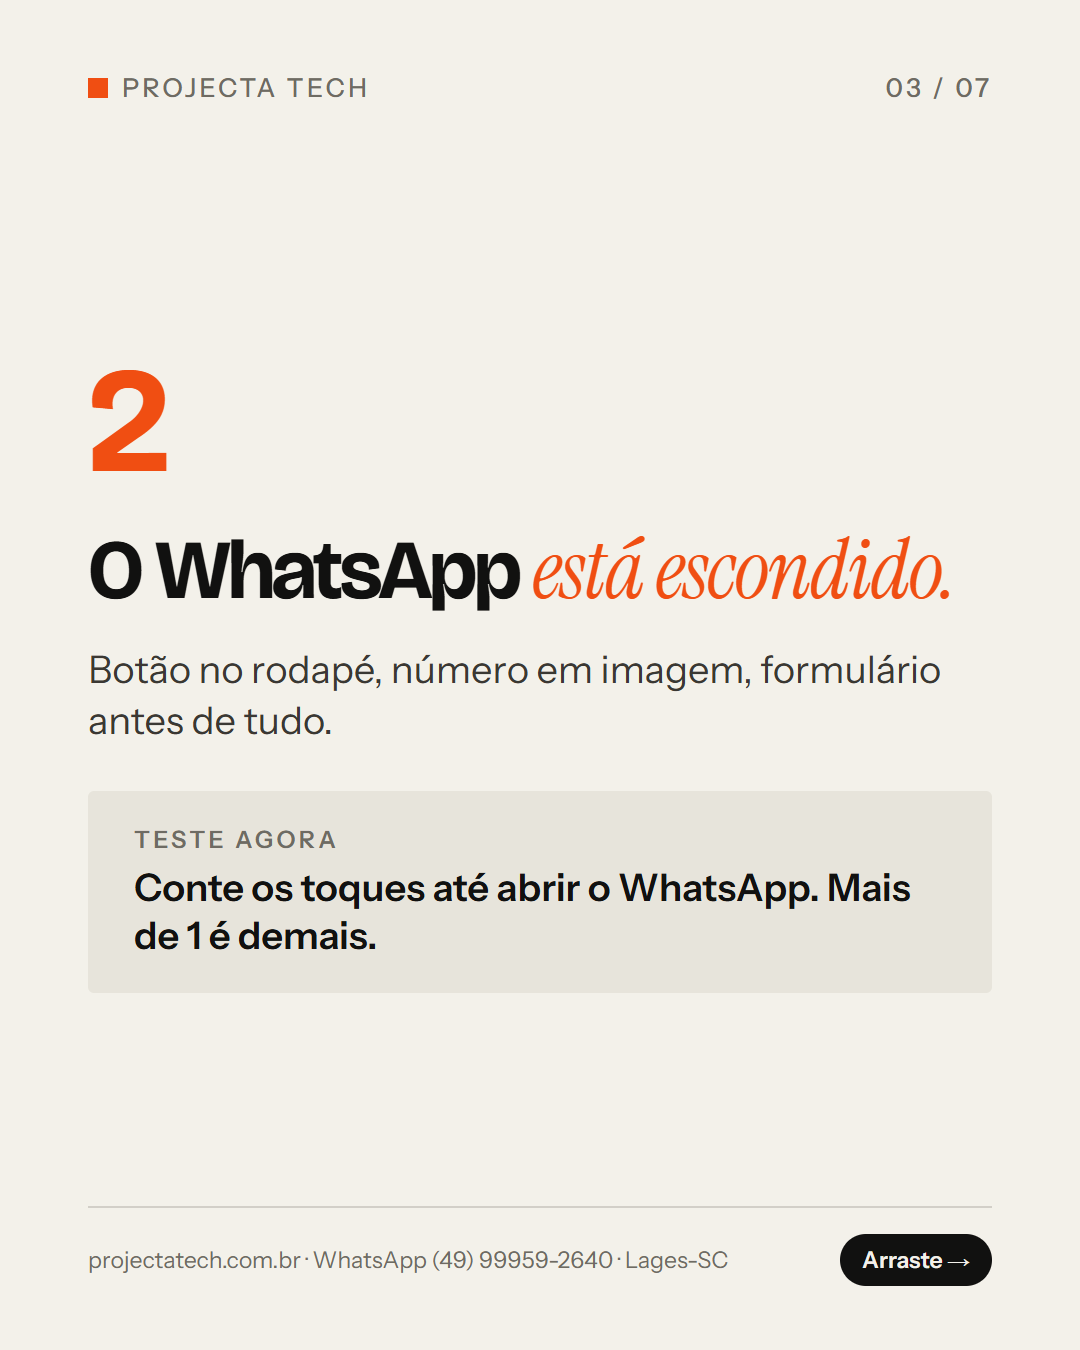 PROJECTA TECH
03 / 07
2
O WhatsApp está escondido.
Botão no rodapé, número em imagem, formulário
antes de tudo.
TESTE AGORA
Conte os toques até abrir o WhatsApp. Mais
de 1 é demais.
projectatech.com.br · WhatsApp (49) 99959-2640 · Lages-SC
Arraste →